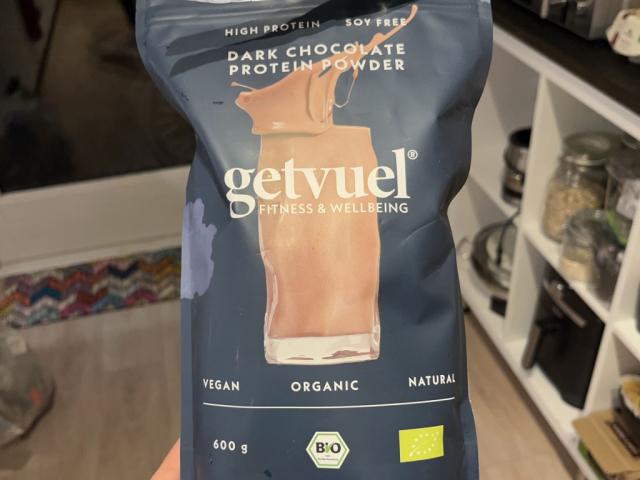 HIGH PROTEIN SOY FREE
DARK CHOCOLATE
PROTEIN POWDER
getvuel®
FITNESS & WELLBEING
VEGAN ORGANIC NATURAL
600 g
BIO